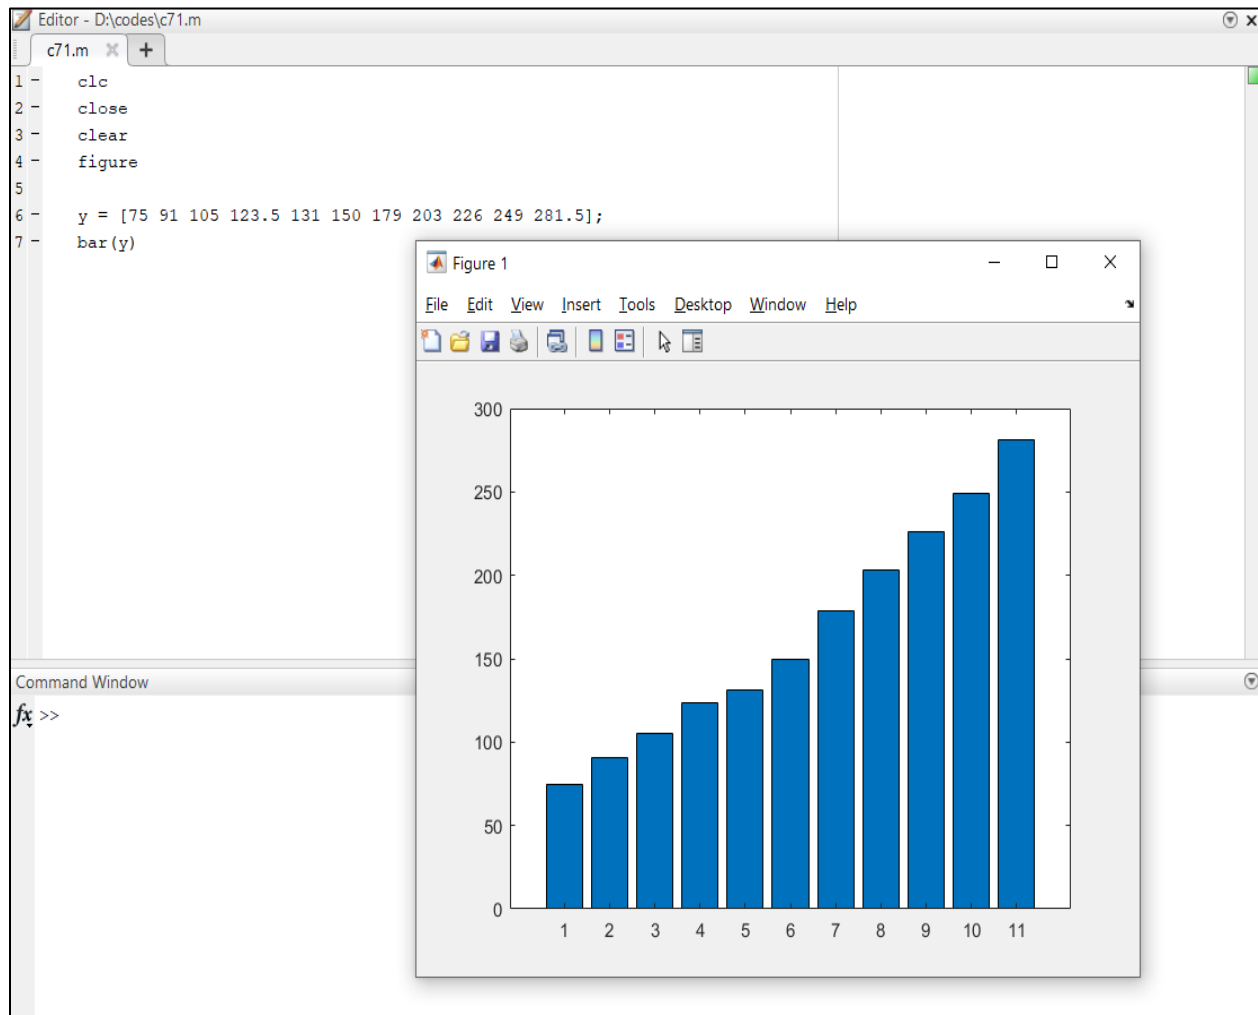 Editor - D:\codes\c71.m
c71.m
1 - clc
2 - close
3 - clear
4 - figure
5
6 - y = [75 91 105 123.5 131 150 179 203 226 249 281.5];
7 - bar(y)
Figure 1
File Edit View Insert Tools Desktop Window Help
300
250
200
150
100
50
0
1 2 3 4 5 6 7 8 9 10 11
Command Window
fx >>